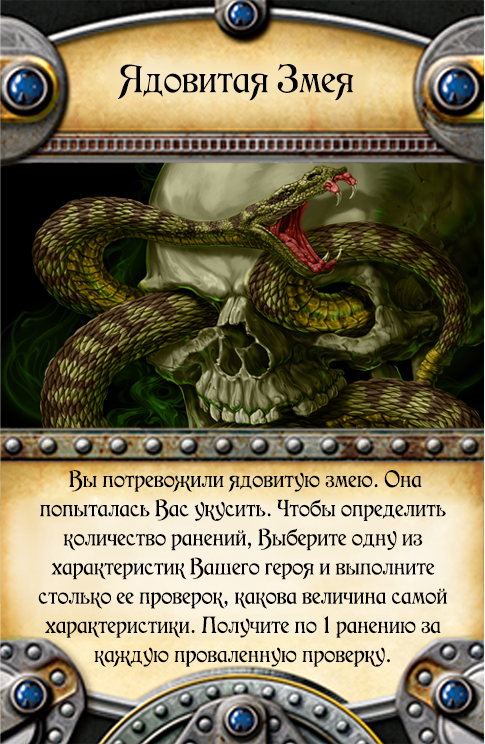 Ядовитая Змея
Вы потревожили ядовитую змею. Она
попыталась Вас укусить. Чтобы определить
количество ранений, Выберите одну из
характеристик Вашего героя и выполните
столько ее проверок, какова величина самой
характеристики. Получите по 1 ранению за
каждую проваленную проверку.